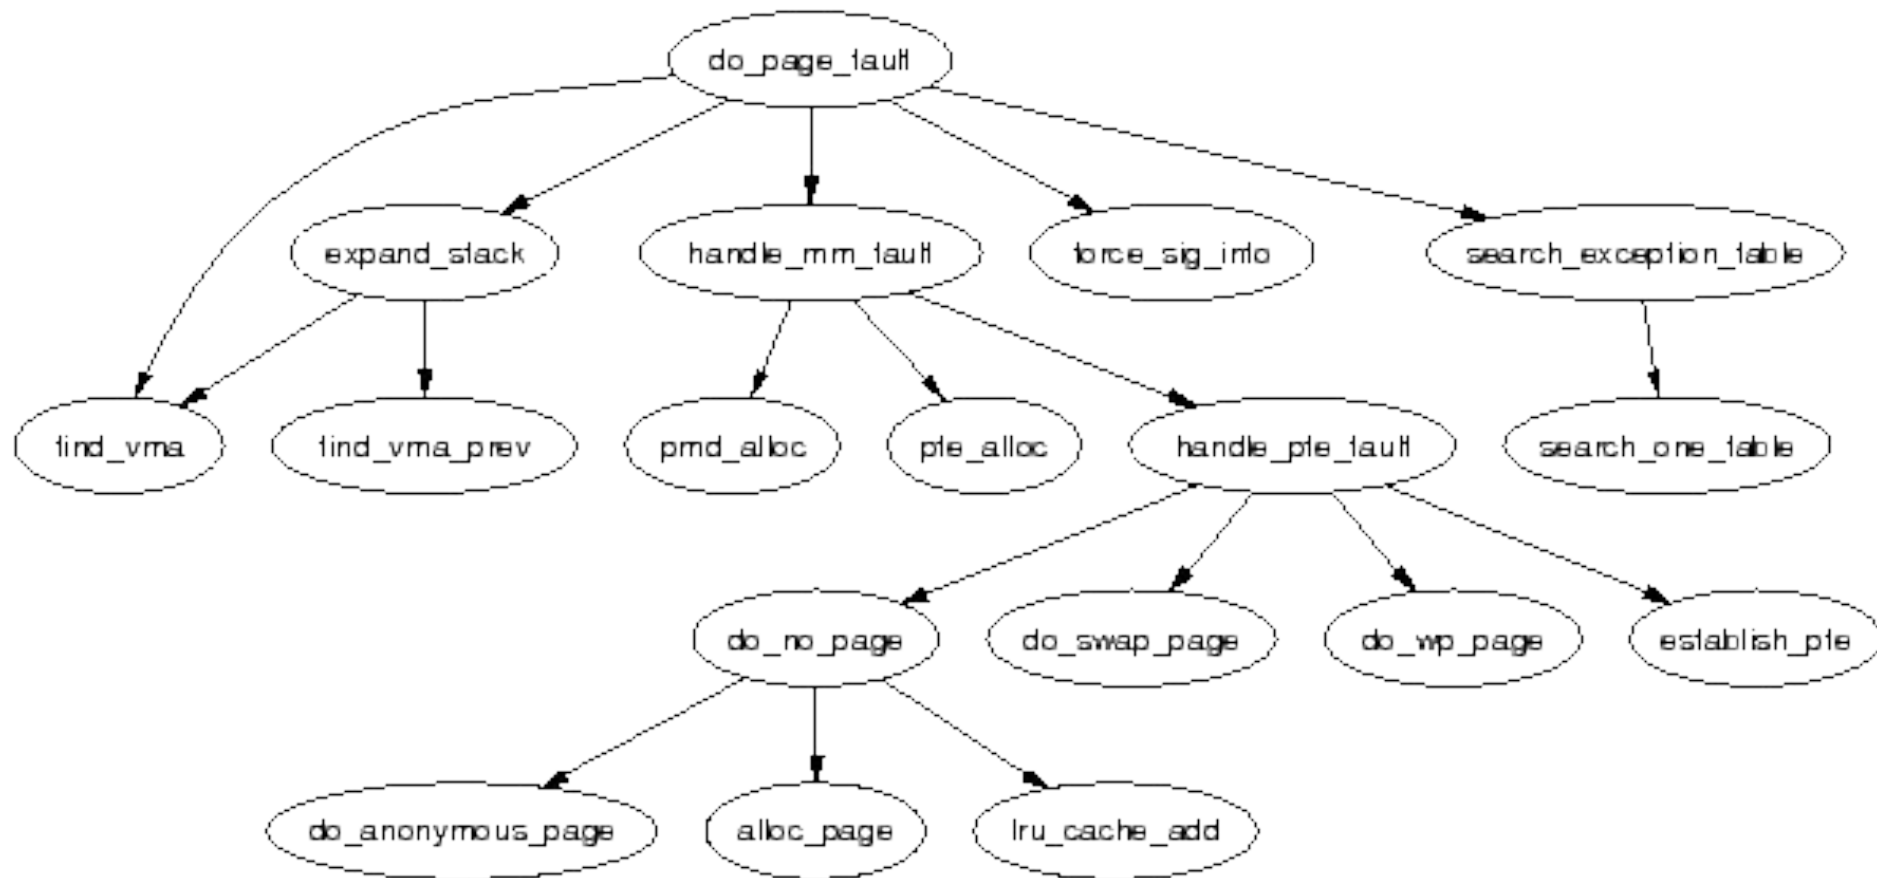 do_page_fault
expand_stack
handle_mm_fault
force_sig_info
search_exception_table
find_vma
find_vma_prev
pmd_alloc
pte_alloc
handle_pte_fault
search_one_table
do_no_page
do_swap_page
do_wp_page
establish_pte
do_anonymous_page
alloc_page
lru_cache_add